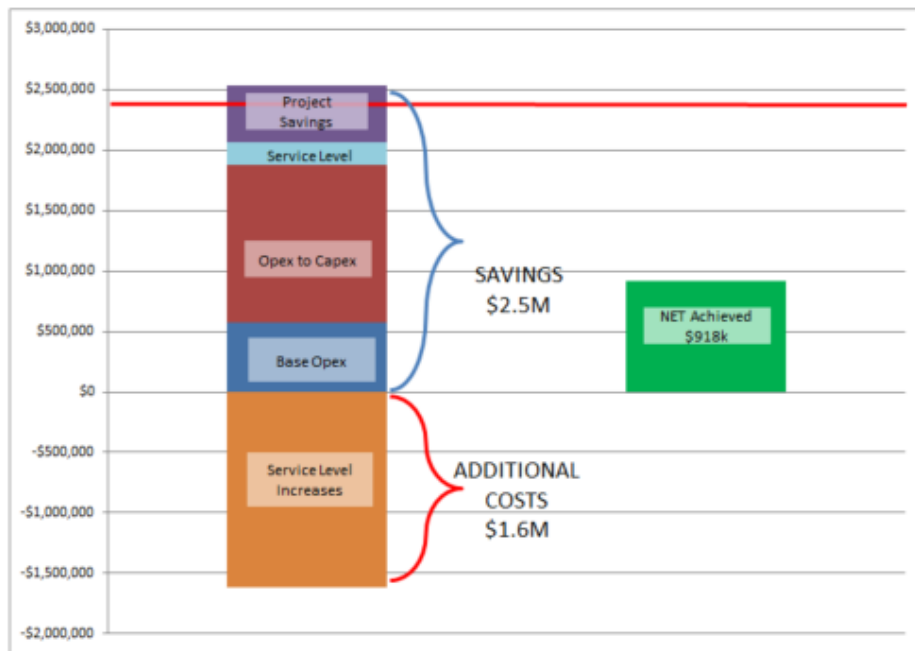 $3,000,000
$2,500,000
$2,000,000
$1,500,000
$1,000,000
$500,000
$0
-$500,000
-$1,000,000
-$1,500,000
-$2,000,000
Project
Savings
Service Level
Opex to Capex
Base Opex
Service Level
Increases
SAVINGS
$2.5M
ADDITIONAL
COSTS
$1.6M
NET Achieved
$918k